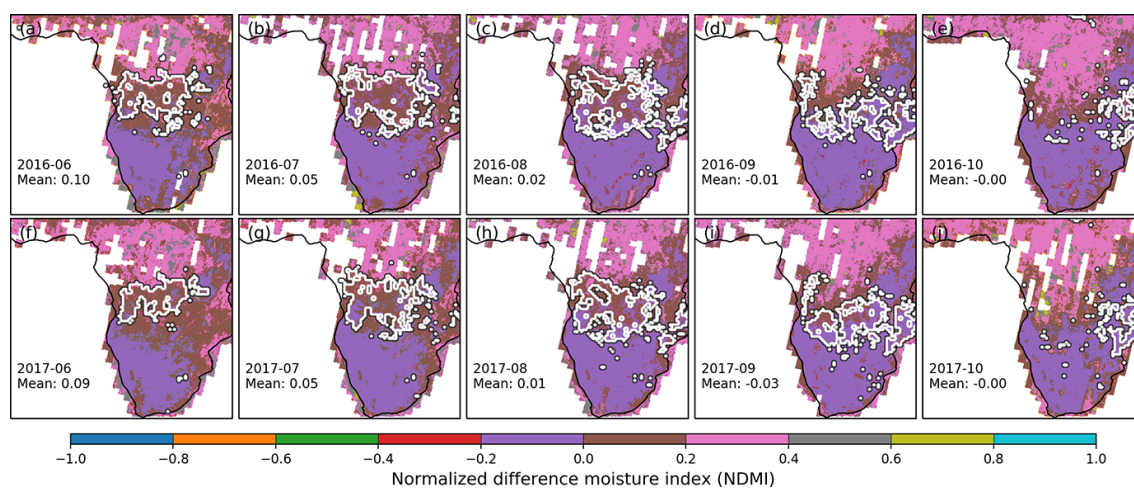 (a)
(b)
(c)
(d)
(e)
2016-06
Mean: 0.10
2016-07
Mean: 0.05
2016-08
Mean: 0.02
2016-09
Mean: -0.01
2016-10
Mean: -0.00
(f)
(g)
(h)
(i)
(j)
2017-06
Mean: 0.09
2017-07
Mean: 0.05
2017-08
Mean: 0.01
2017-09
Mean: -0.03
2017-10
Mean: -0.00
−1.0 −0.8 −0.6 −0.4 −0.2 0.0 0.2 0.4 0.6 0.8 1.0
Normalized difference moisture index (NDMI)